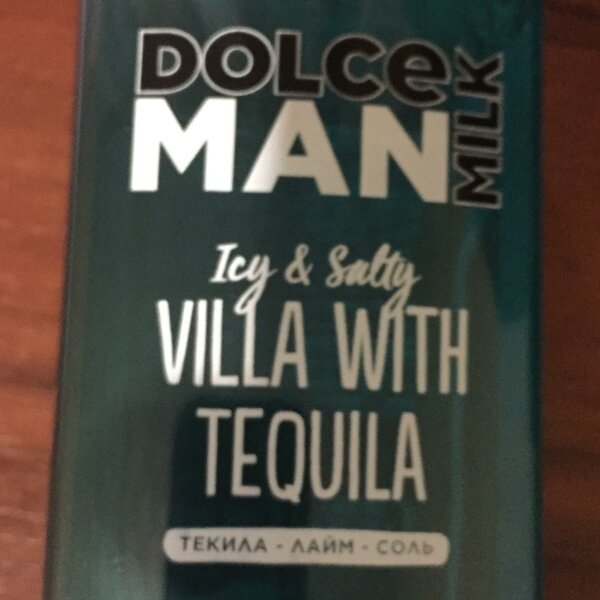 DOLCE
MILK
MAN
Icy & Salty
VILLA WITH
TEQUILA
ТЕКИЛА - ЛАЙМ - СОЛЬ